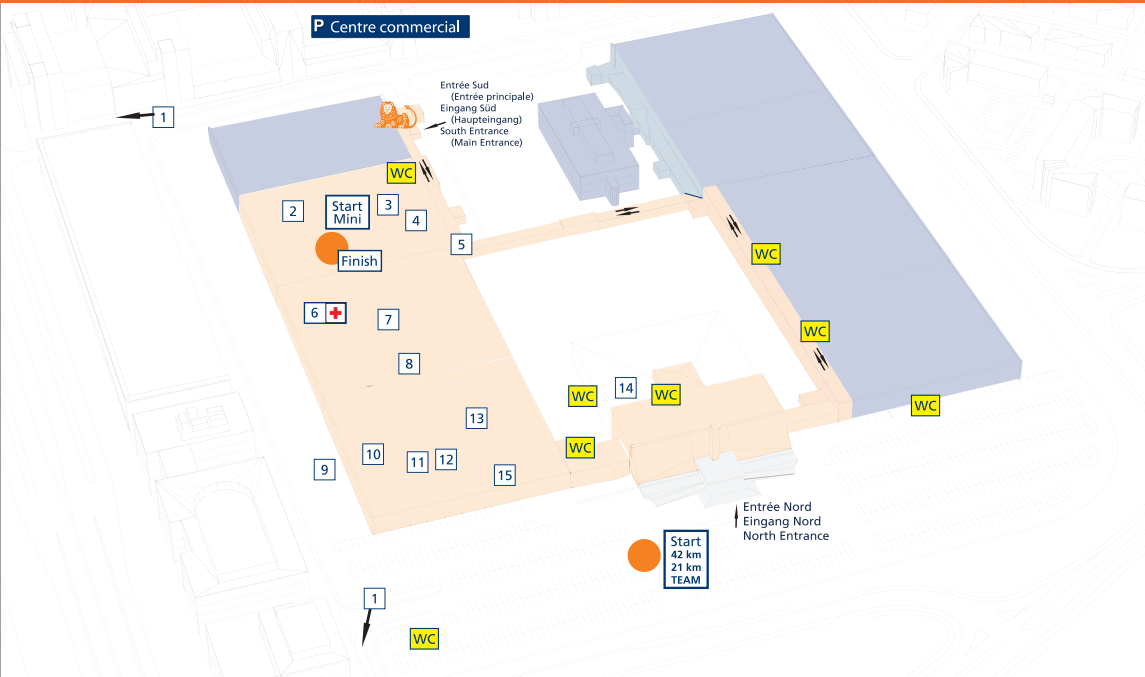 P Centre commercial
Entrée Sud
(Entrée principale)
Eingang Süd
(Haupteingang)
South Entrance
(Main Entrance)
1
WC
2
Start
Mini
3
4
5
Finish
WC
6
7
WC
8
14
WC
WC
WC
13
WC
10
11
12
9
15
Entrée Nord
Eingang Nord
North Entrance
Start
42 km
21 km
TEAM
1
WC